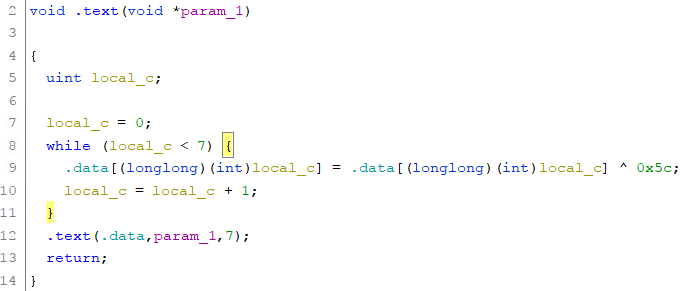 2 void .text(void *param_1)
3
4 {
5   uint local_c;
6
7   local_c = 0;
8   while (local_c < 7) {
9     .data[(longlong)(int)local_c] = .data[(longlong)(int)local_c] ^ 0x5c;
10     local_c = local_c + 1;
11   }
12   .text(.data,param_1,7);
13   return;
14 }